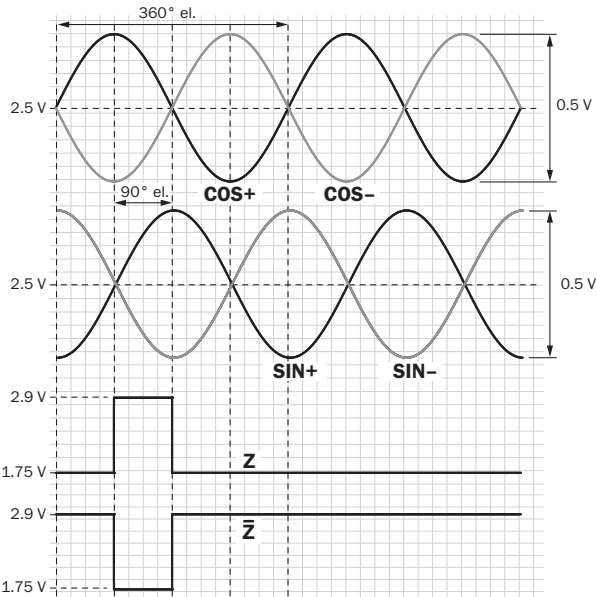 360° el.
2.5 V
0.5 V
90° el.
COS+
COS–
2.5 V
0.5 V
SIN+
SIN–
2.9 V
Z
1.75 V
2.9 V
Z̅
1.75 V